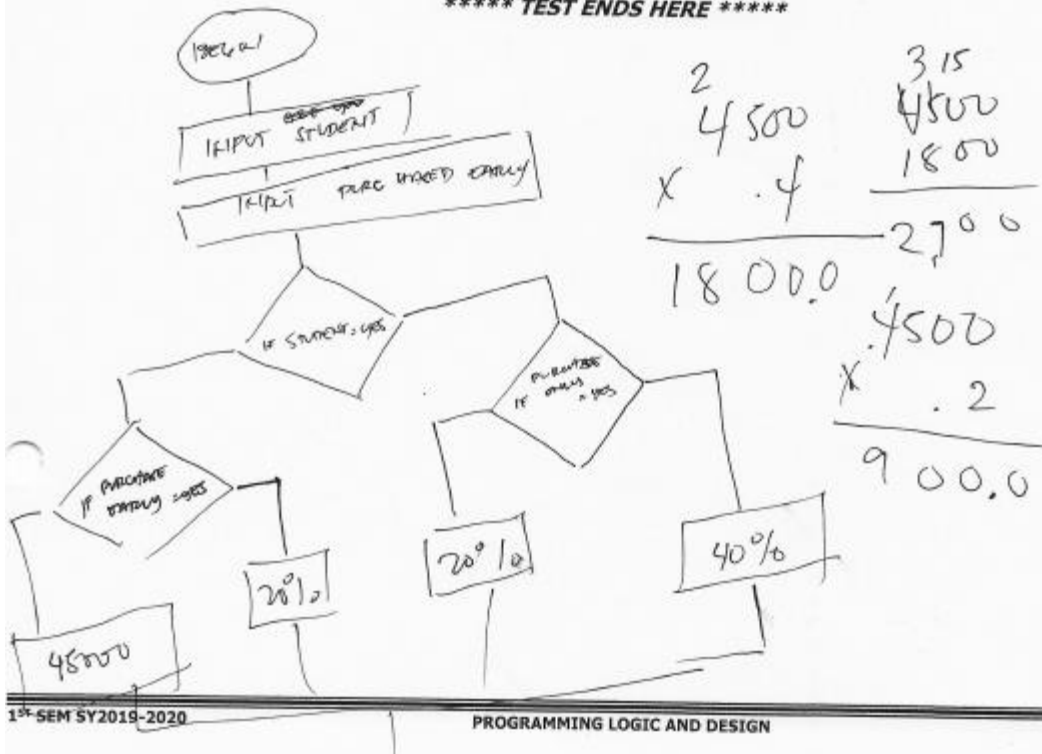 ***** TEST ENDS HERE *****
BEGIN
INPUT STUDENT
INPUT PURCHASED EARLY
IF STUDENT = YES
IF PURCHASE
EARLY = YES
PURCHASE
IF EARLY
= YES
20%
20%
40%
45000
2
4500
X .4
1800.0
3 15
4500
1800
2700
4500
X .2
900.0
1ST SEM SY2019-2020
PROGRAMMING LOGIC AND DESIGN